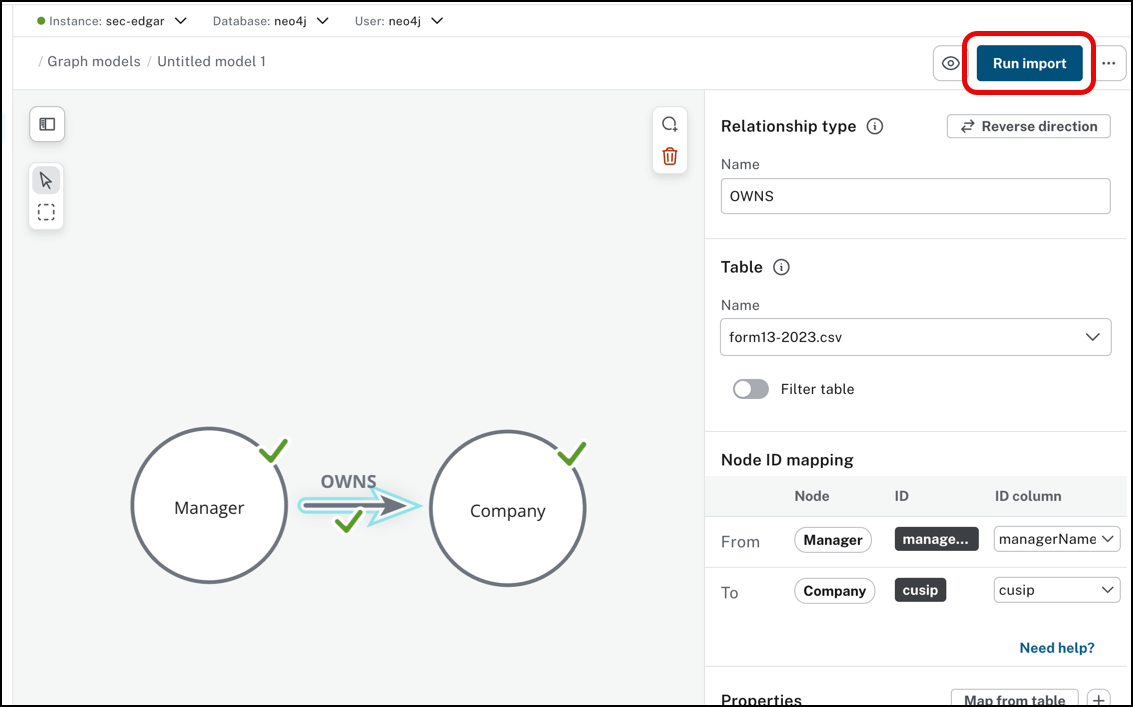 Instance: sec-edgar Database: neo4j User: neo4j
/ Graph models / Untitled model 1
Run import
Relationship type
Reverse direction
Name
OWNS
Table
Name
form13-2023.csv
Filter table
OWNS
Manager
Company
Node ID mapping
Node ID ID column
From Manager manage... managerName
To Company cusip cusip
Need help?
Properties Map from table